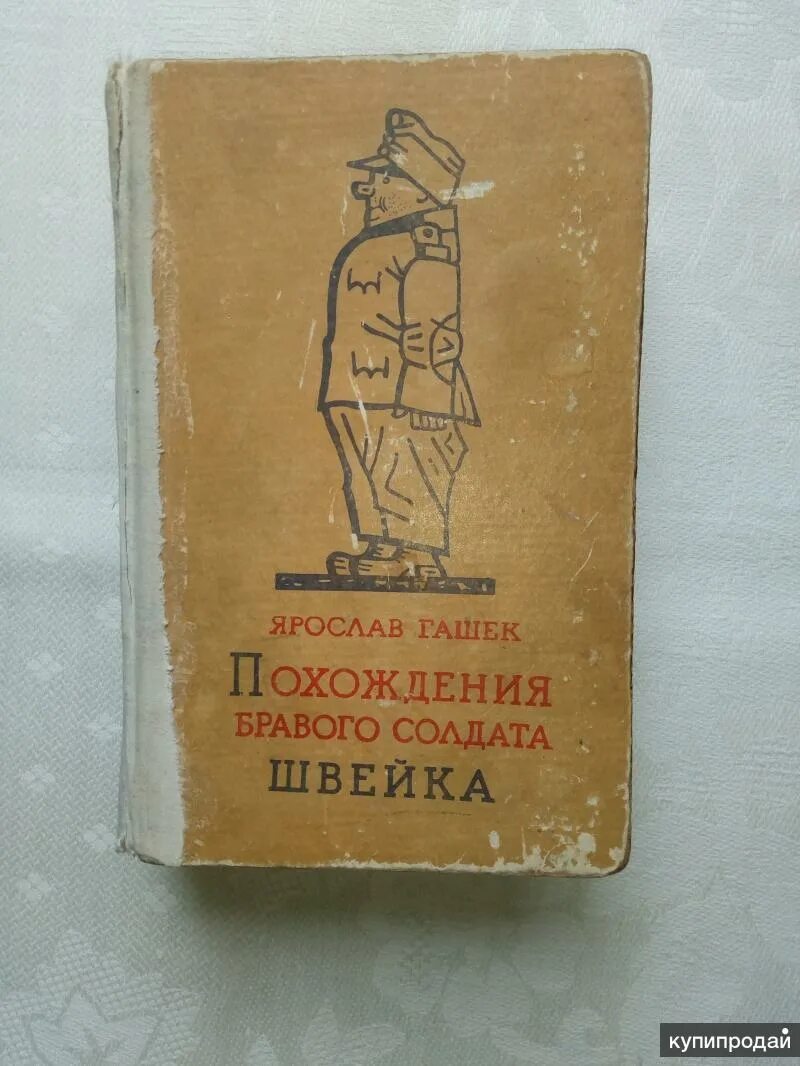 ЯРОСЛАВ ГАШЕК
ПОХОЖДЕНИЯ
БРАВОГО СОЛДАТА
ШВЕЙКА
купипродай